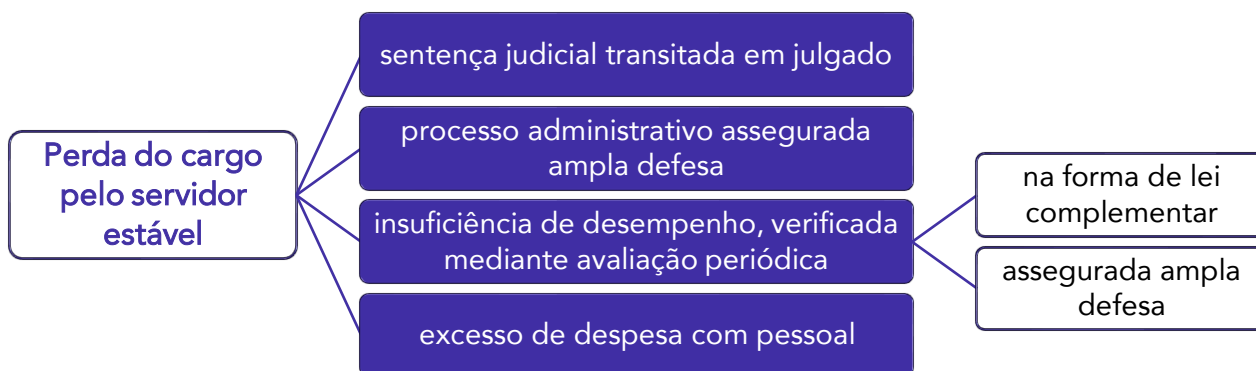 Perda do cargo
pelo servidor
estável
sentença judicial transitada em julgado
processo administrativo assegurada
ampla defesa
insuficiência de desempenho, verificada
mediante avaliação periódica
na forma de lei
complementar
assegurada ampla
defesa
excesso de despesa com pessoal